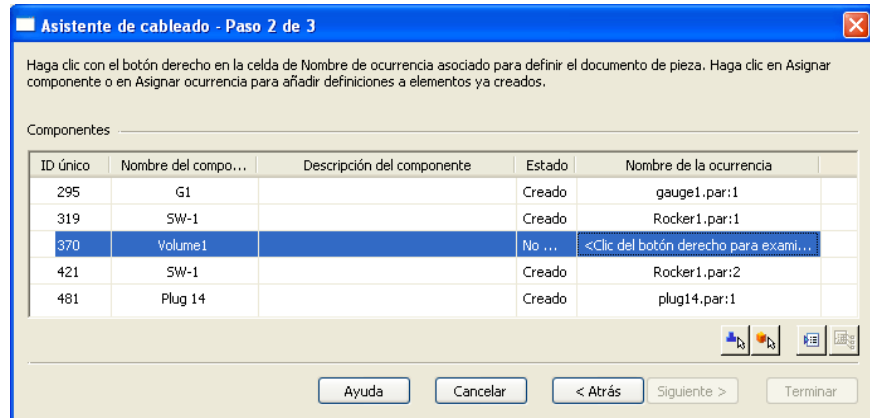 Asistente de cableado - Paso 2 de 3
Haga clic con el botón derecho en la celda de Nombre de ocurrencia asociado para definir el documento de pieza. Haga clic en Asignar
componente o en Asignar ocurrencia para añadir definiciones a elementos ya creados.
Componentes
ID único Nombre del compo... Descripción del componente Estado Nombre de la ocurrencia
295 G1 Creado gauge1.par:1
319 SW-1 Creado Rocker1.par:1
370 Volume1 No ... <Clic del botón derecho para exami...
421 SW-1 Creado Rocker1.par:2
481 Plug 14 Creado plug14.par:1
Ayuda Cancelar < Atrás Siguiente > Terminar